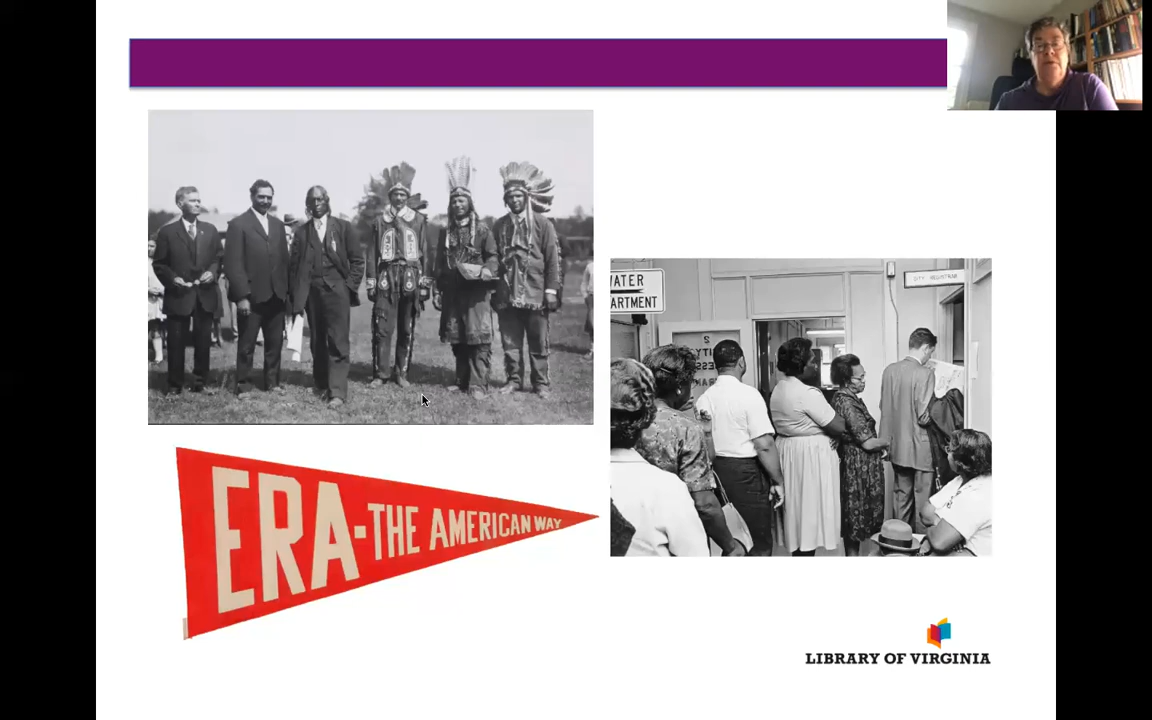 WATER
ARTMENT
CITY REGISTRAR
ERA-THE AMERICAN WAY
LIBRARY OF VIRGINIA